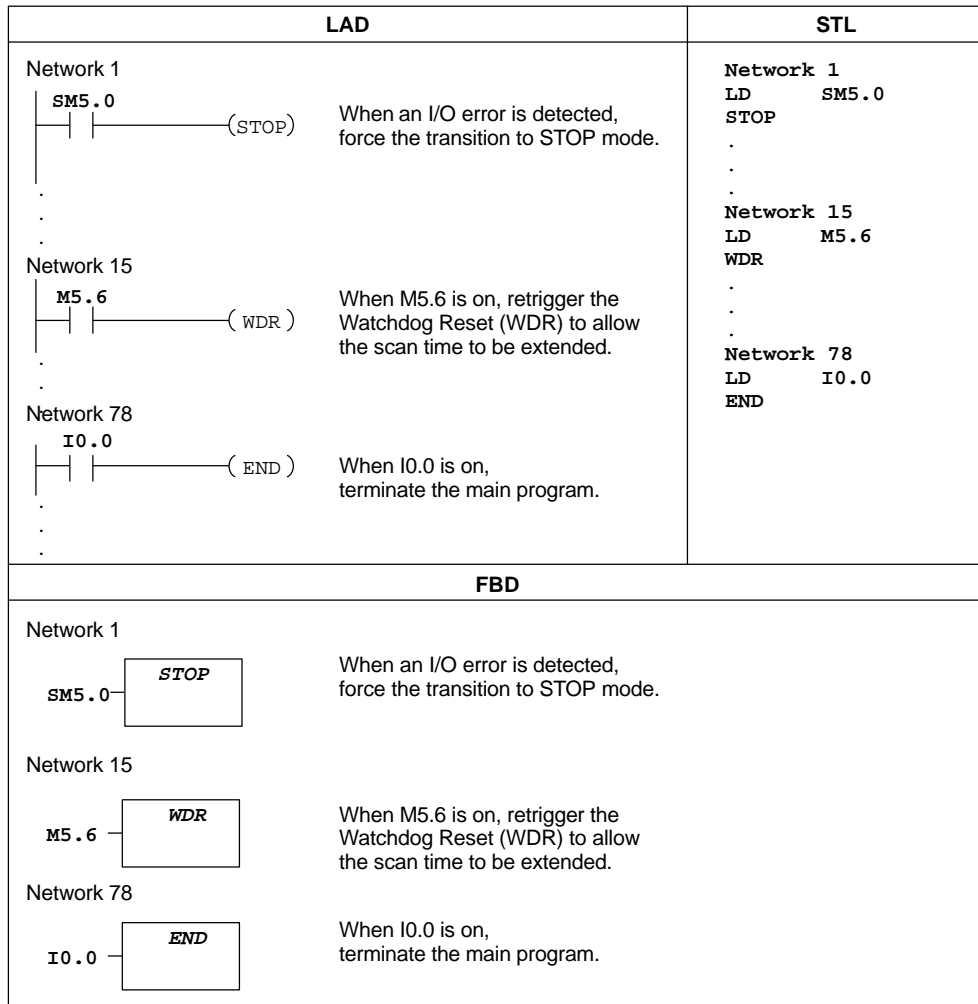 LAD
Network 1
SM5.0
(STOP)
When an I/O error is detected,
force the transition to STOP mode.
.
.
.
Network 15
M5.6
( WDR )
When M5.6 is on, retrigger the
Watchdog Reset (WDR) to allow
the scan time to be extended.
.
.
.
Network 78
I0.0
( END )
When I0.0 is on,
terminate the main program.
.
.
.
STL
Network 1
LD SM5.0
STOP
.
.
.
Network 15
LD M5.6
WDR
.
.
.
Network 78
LD I0.0
END
FBD
Network 1
STOP
SM5.0
When an I/O error is detected,
force the transition to STOP mode.
Network 15
WDR
M5.6
When M5.6 is on, retrigger the
Watchdog Reset (WDR) to allow
the scan time to be extended.
Network 78
END
I0.0
When I0.0 is on,
terminate the main program.